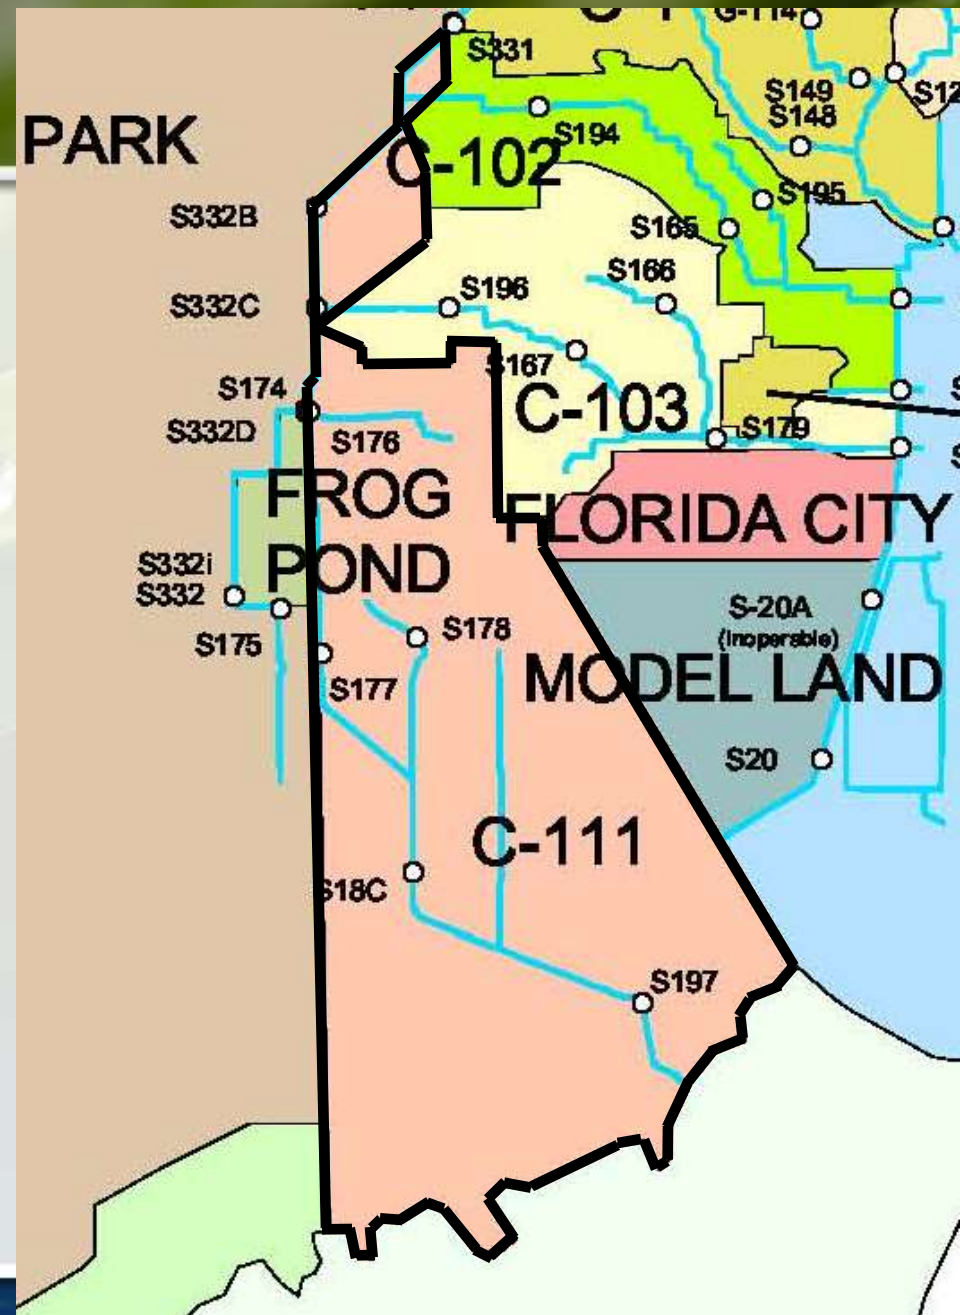 G-114
S331
S149
S148
PARK
S194
C-102
S195
S332B
S165
S166
S196
S332C
S167
S174
C-103
S332D
S176
S179
FROG
POND
FLORIDA CITY
S332i
S332
S-20A
(Inoperable)
S178
S175
MODEL LAND
S177
S20
C-111
S18C
S197